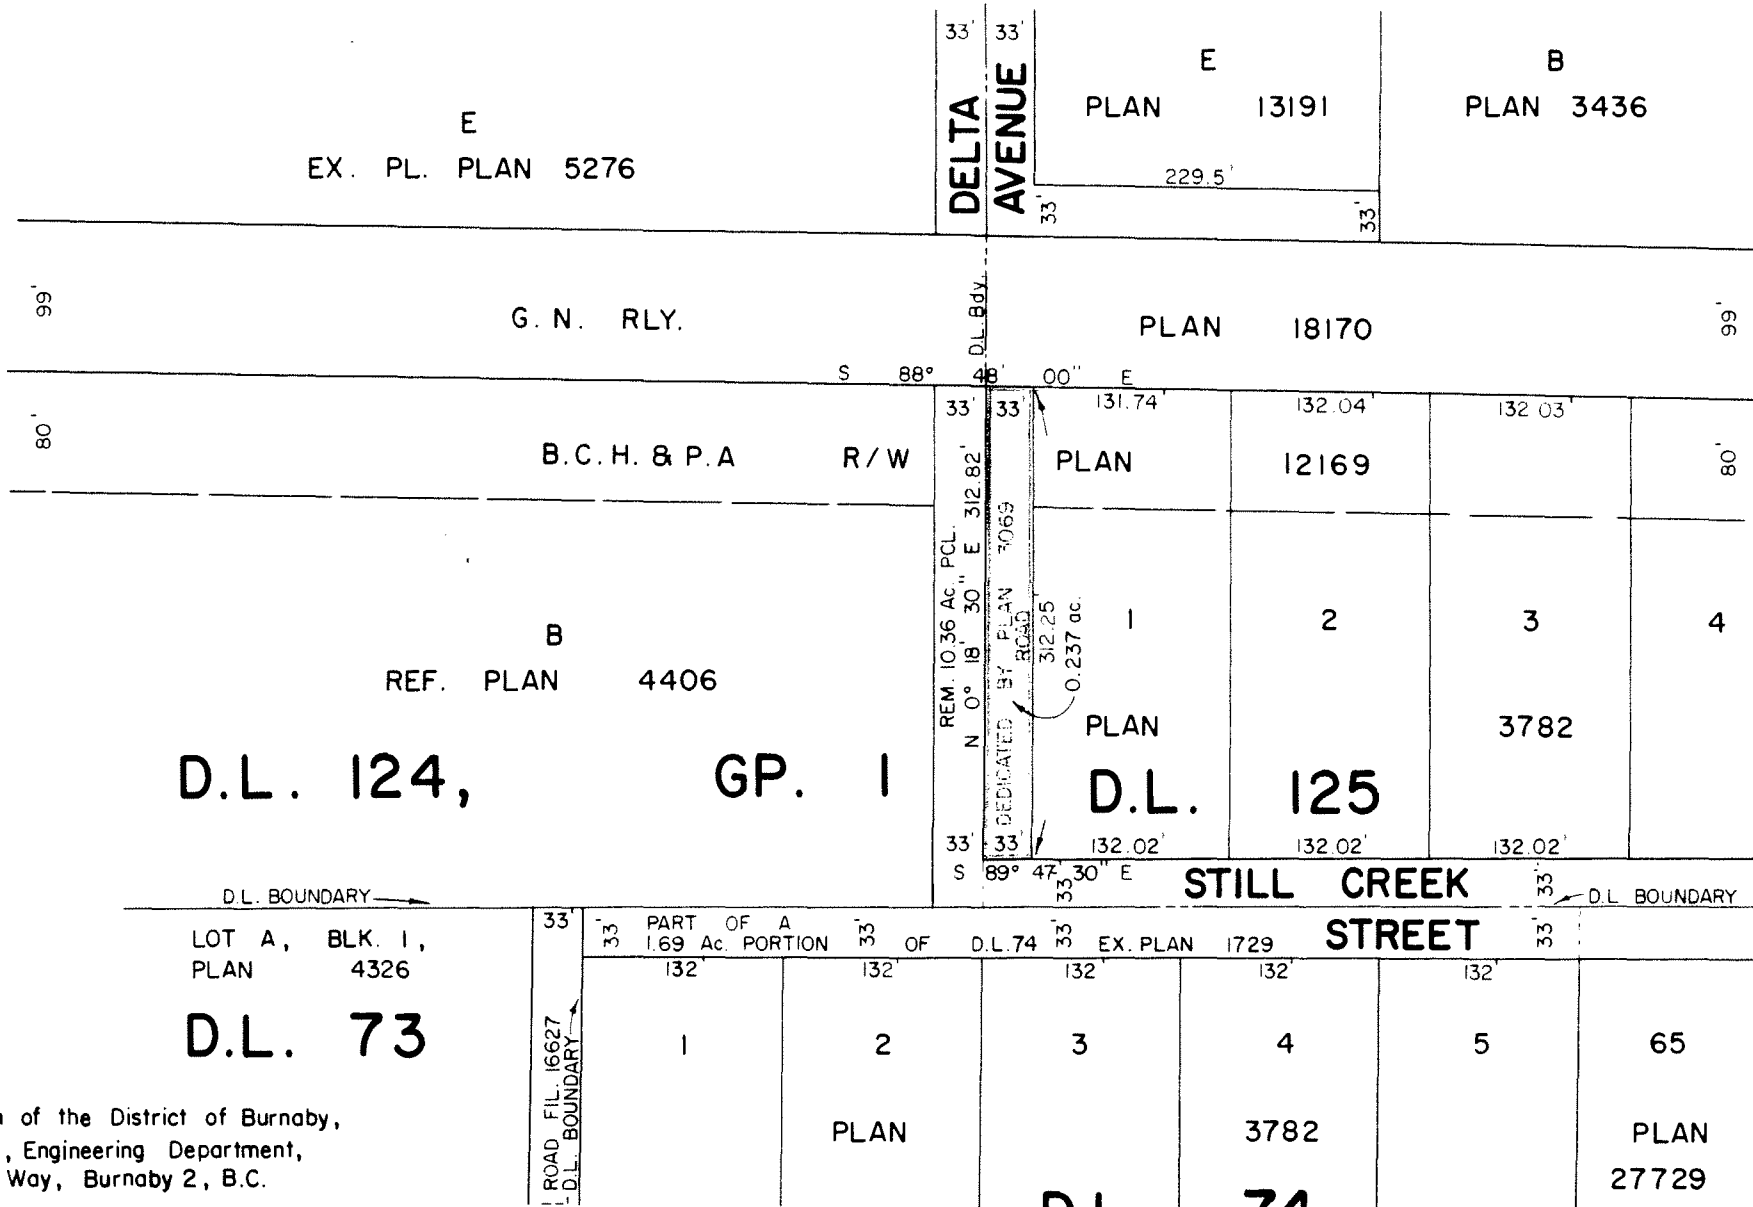 33' 33'
DELTA
AVENUE
E
PLAN 13191
229.5'
33' 33'
B
PLAN 3436
E
EX. PL. PLAN 5276
99'
G. N. RLY.
D.L. Bdy.
PLAN 18170
99'
S 88° 48' 00" E
80'
B.C.H. & P.A R/W
33' 33'
131.74' 132.04' 132.03'
PLAN 12169
80'
REM. 10.36 Ac. PCL.
N 0° 18' 30" E 312.82'
DEDICATED BY PLAN 3069
ROAD
312.25'
0.237 ac.
1 2 3 4
B
REF. PLAN 4406
PLAN 3782
D.L. 124, GP. 1
D.L. 125
33' 33'
132.02' 132.02' 132.02'
S 89° 47' 30" E
33'
STILL CREEK
33'
D.L. BOUNDARY
D.L. BOUNDARY
LOT A, BLK. 1,
PLAN 4326
D.L. 73
33'
33'
PART OF A
1.69 Ac. PORTION
33'
OF D.L. 74
33'
EX. PLAN 1729
STREET
33'
132' 132' 132' 132' 132'
ROAD FIL. 16627
D.L. BOUNDARY
1 2 3 4 5 65
of the District of Burnaby,
, Engineering Department,
Way, Burnaby 2, B.C.
PLAN 3782
PLAN
27729
D.L. 74